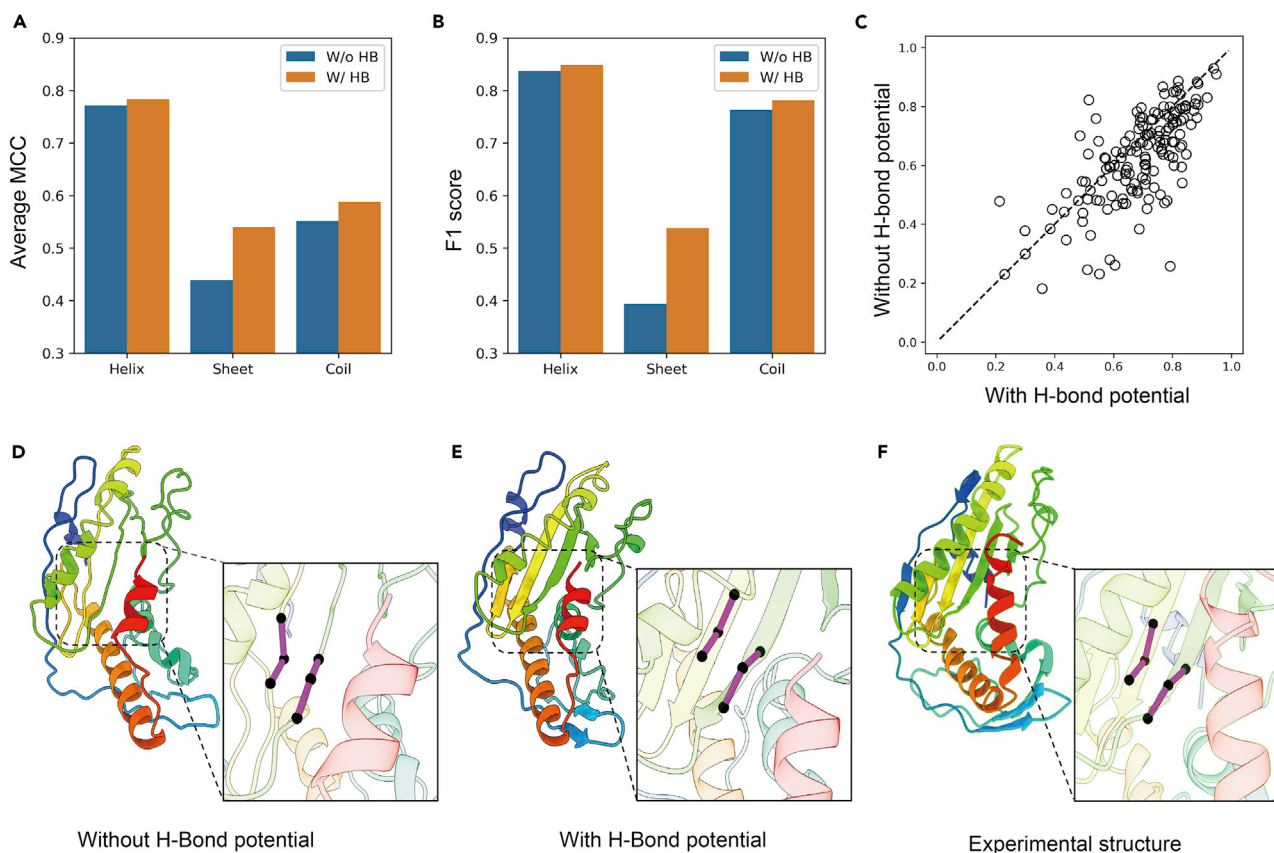 A
0.9
0.8
0.7
0.6
0.5
0.4
0.3
Average MCC
W/o HB
W/ HB
Helix
Sheet
Coil
B
0.9
0.8
0.7
0.6
0.5
0.4
0.3
F1 score
W/o HB
W/ HB
Helix
Sheet
Coil
C
1.0
0.8
0.6
0.4
0.2
0.0
Without H-bond potential
0.0 0.2 0.4 0.6 0.8 1.0
With H-bond potential
D
Without H-Bond potential
E
With H-Bond potential
F
Experimental structure